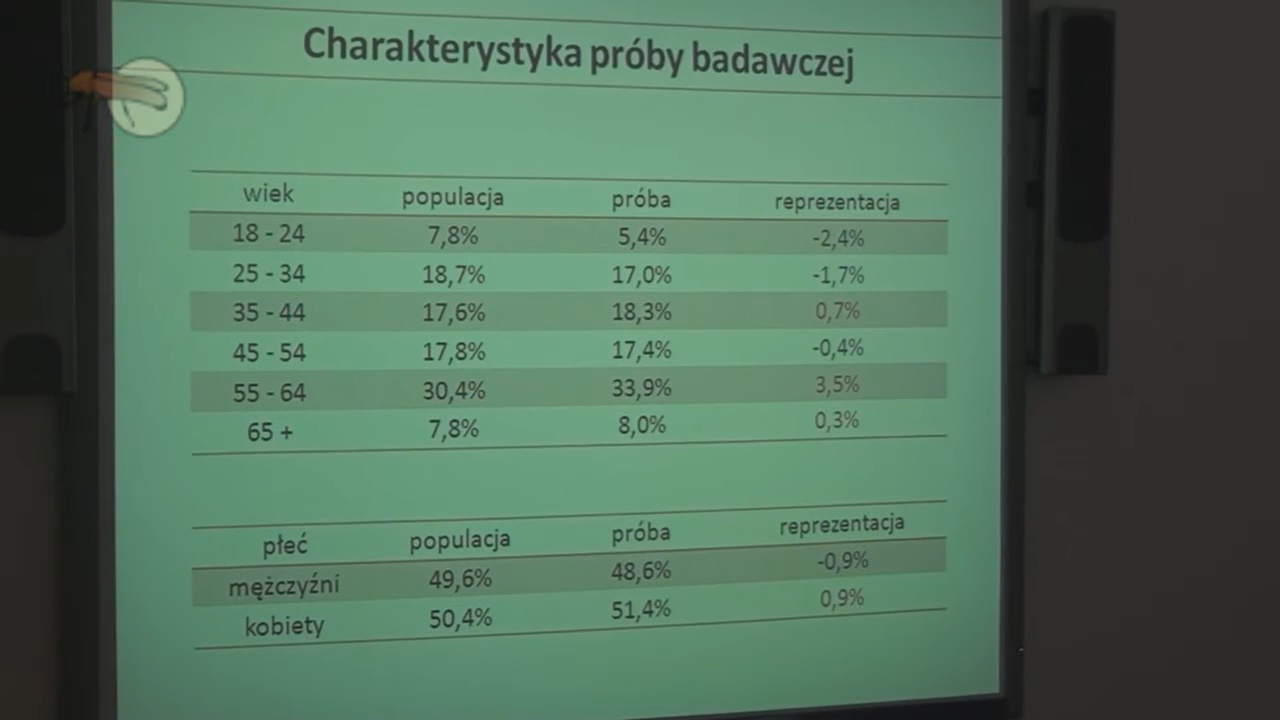 Charakterystyka próby badawczej
wiek populacja próba reprezentacja
18 - 24 7,8% 5,4% -2,4%
25 - 34 18,7% 17,0% -1,7%
35 - 44 17,6% 18,3% 0,7%
45 - 54 17,8% 17,4% -0,4%
55 - 64 30,4% 33,9% 3,5%
65 + 7,8% 8,0% 0,3%
płeć populacja próba reprezentacja
mężczyźni 49,6% 48,6% -0,9%
kobiety 50,4% 51,4% 0,9%